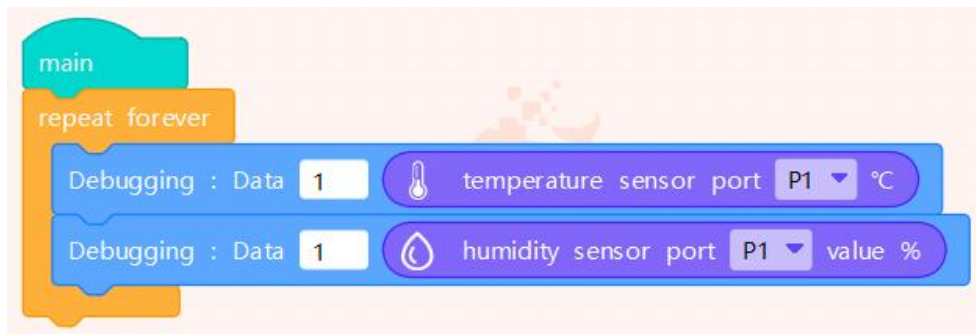 main
repeat forever
Debugging : Data 1 temperature sensor port P1 ℃
Debugging : Data 1 humidity sensor port P1 value %